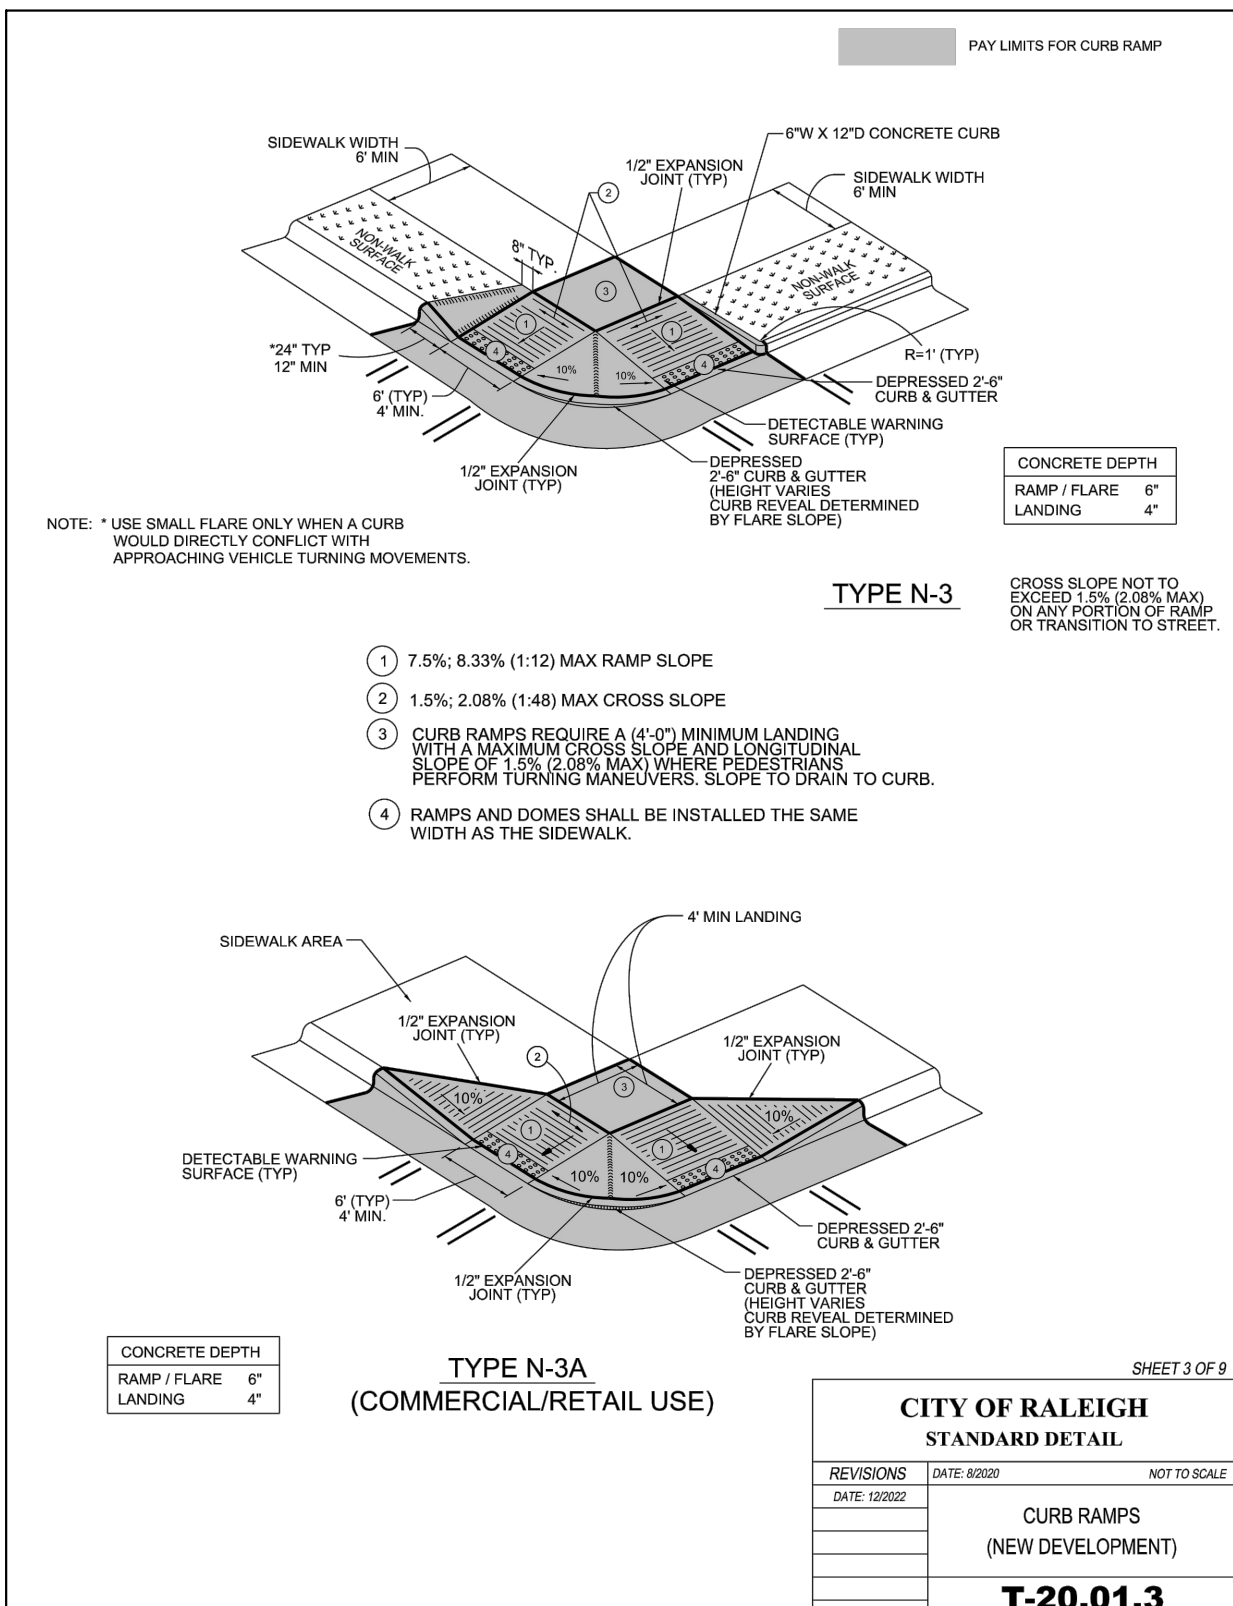 PAY LIMITS FOR CURB RAMP
SIDEWALK WIDTH
6' MIN
6"W X 12"D CONCRETE CURB
1/2" EXPANSION
JOINT (TYP)
SIDEWALK WIDTH
6' MIN
2
NON-WALK
SURFACE
8" TYP.
3
NON-WALK
SURFACE
1
1
4
4
10%
10%
*24" TYP
12" MIN
6' (TYP)
4' MIN.
R=1' (TYP)
DEPRESSED 2'-6"
CURB & GUTTER
DETECTABLE WARNING
SURFACE (TYP)
1/2" EXPANSION
JOINT (TYP)
DEPRESSED
2'-6" CURB & GUTTER
(HEIGHT VARIES
CURB REVEAL DETERMINED
BY FLARE SLOPE)
CONCRETE DEPTH
RAMP / FLARE 6"
LANDING 4"
NOTE: * USE SMALL FLARE ONLY WHEN A CURB
WOULD DIRECTLY CONFLICT WITH
APPROACHING VEHICLE TURNING MOVEMENTS.
TYPE N-3
CROSS SLOPE NOT TO
EXCEED 1.5% (2.08% MAX)
ON ANY PORTION OF RAMP
OR TRANSITION TO STREET.
1 7.5%; 8.33% (1:12) MAX RAMP SLOPE
2 1.5%; 2.08% (1:48) MAX CROSS SLOPE
3 CURB RAMPS REQUIRE A (4'-0") MINIMUM LANDING
WITH A MAXIMUM CROSS SLOPE AND LONGITUDINAL
SLOPE OF 1.5% (2.08% MAX) WHERE PEDESTRIANS
PERFORM TURNING MANEUVERS. SLOPE TO DRAIN TO CURB.
4 RAMPS AND DOMES SHALL BE INSTALLED THE SAME
WIDTH AS THE SIDEWALK.
4' MIN LANDING
SIDEWALK AREA
1/2" EXPANSION
JOINT (TYP)
1/2" EXPANSION
JOINT (TYP)
2
3
10%
10%
1
1
4
4
10%
10%
DETECTABLE WARNING
SURFACE (TYP)
6' (TYP)
4' MIN.
DEPRESSED 2'-6"
CURB & GUTTER
1/2" EXPANSION
JOINT (TYP)
DEPRESSED 2'-6"
CURB & GUTTER
(HEIGHT VARIES
CURB REVEAL DETERMINED
BY FLARE SLOPE)
CONCRETE DEPTH
RAMP / FLARE 6"
LANDING 4"
TYPE N-3A
(COMMERCIAL/RETAIL USE)
SHEET 3 OF 9
CITY OF RALEIGH
STANDARD DETAIL
REVISIONS DATE: 8/2020 NOT TO SCALE
DATE: 12/2022
CURB RAMPS
(NEW DEVELOPMENT)
T-20.01.3